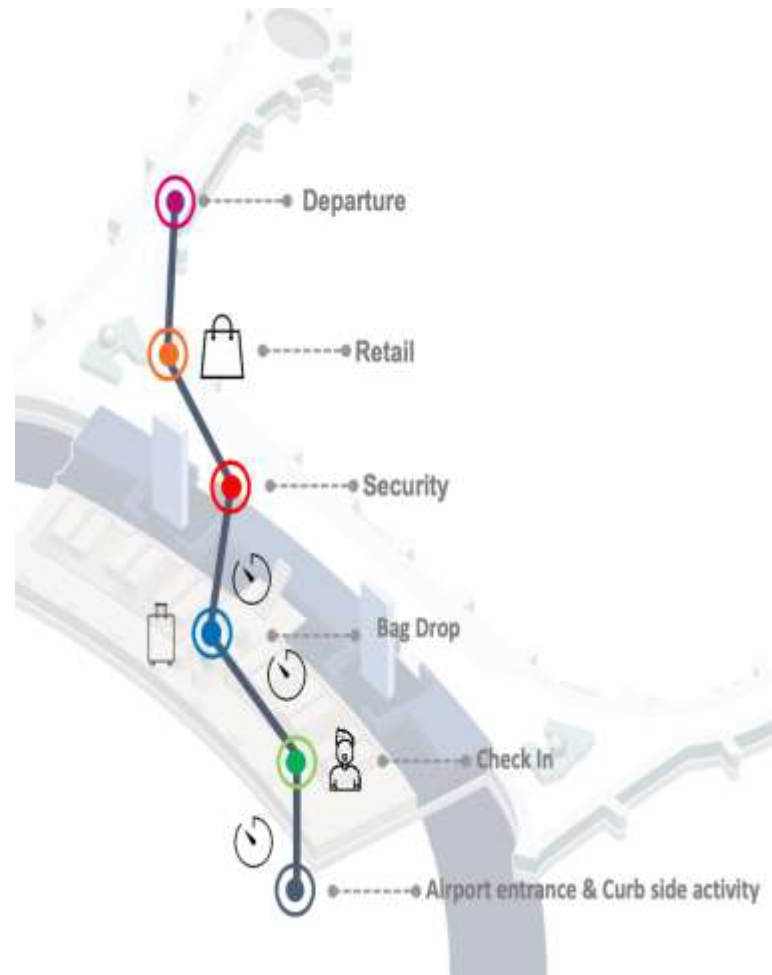 Departure
Retail
Security
Bag Drop
Check In
Airport entrance & Curb side activity